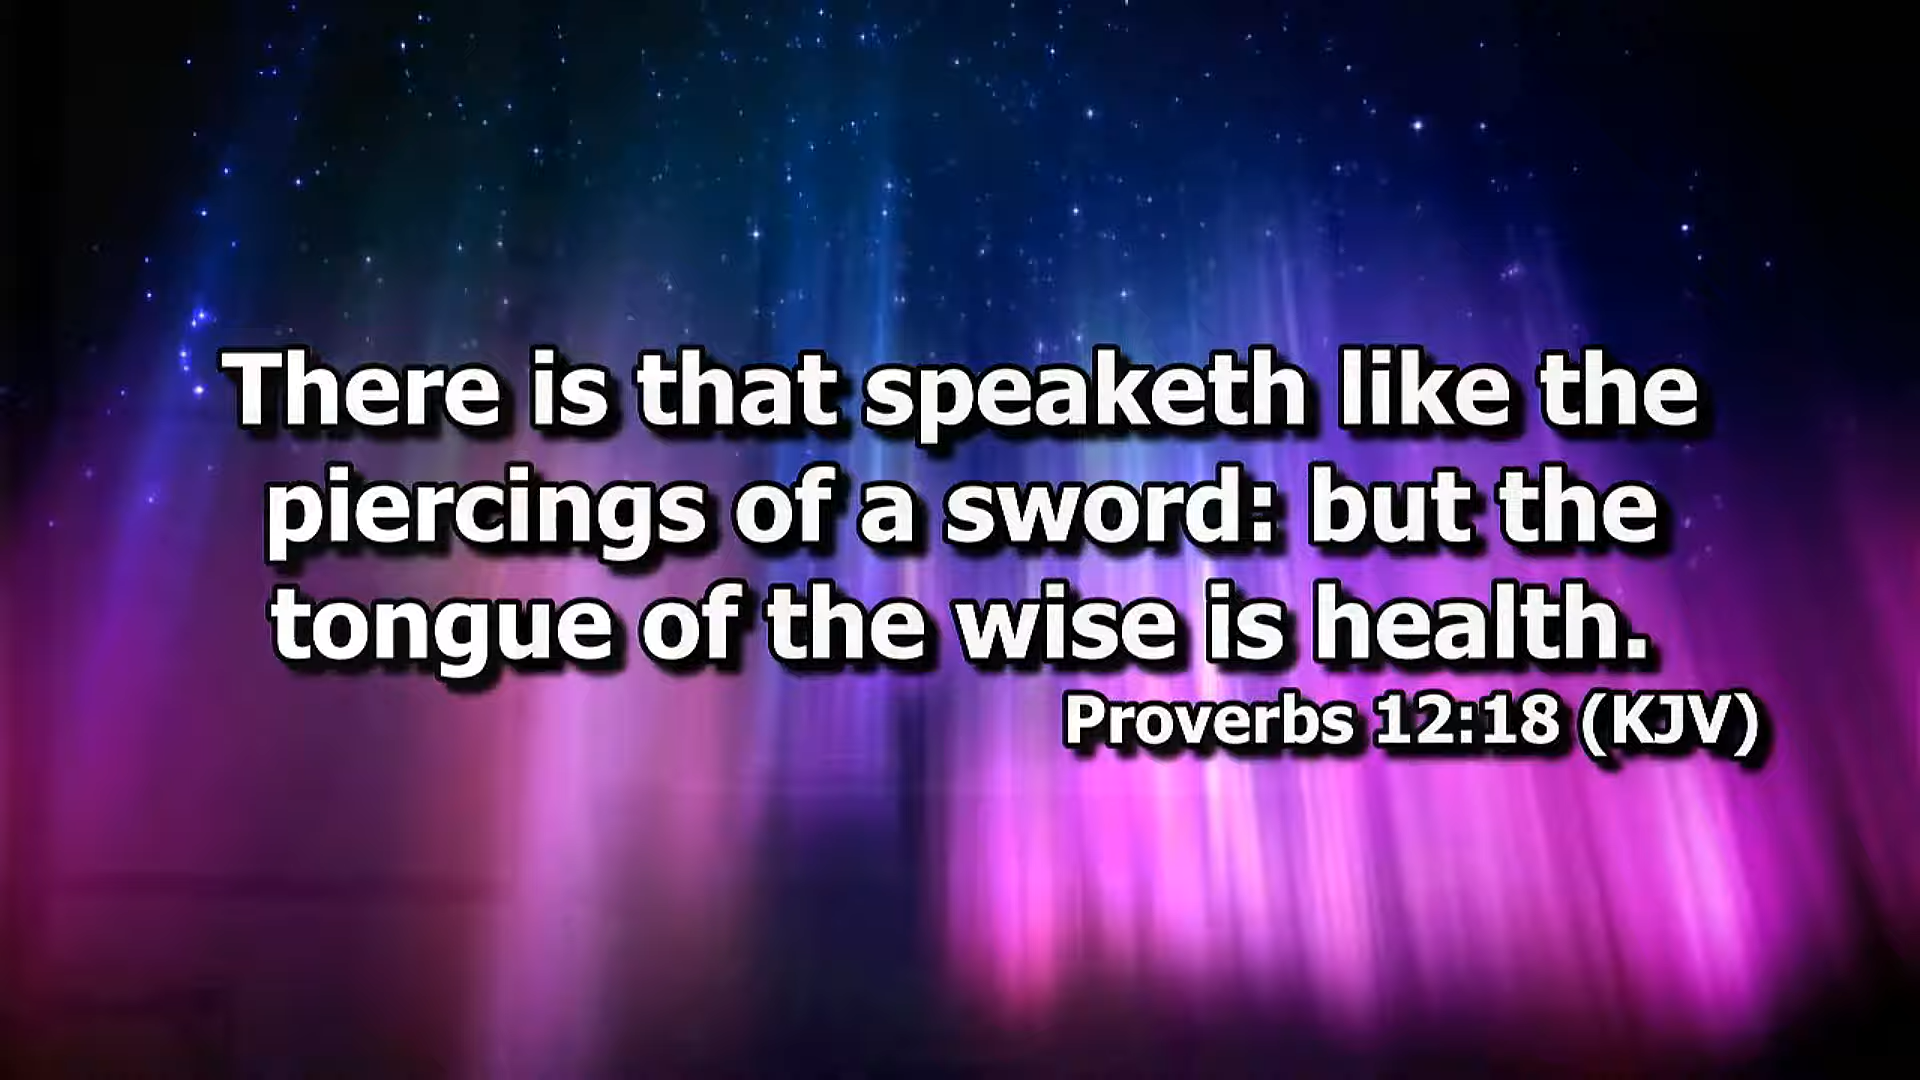 There is that speaketh like the
piercings of a sword: but the
tongue of the wise is health.
Proverbs 12:18 (KJV)